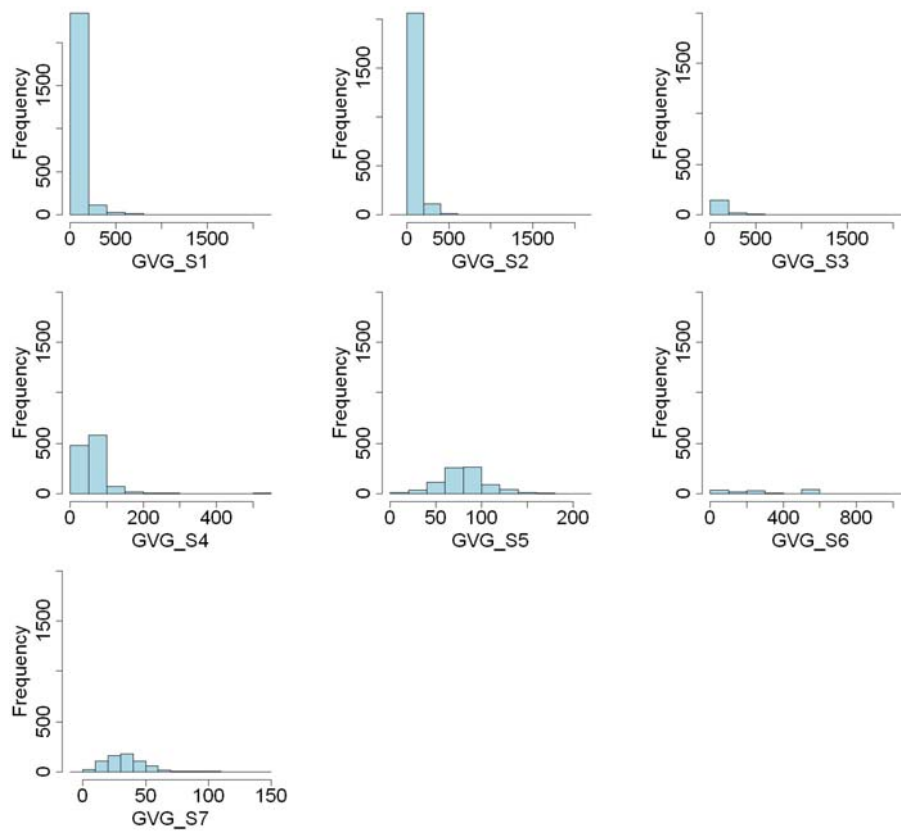 Frequency
0 500 1500
0 500 1500
GVG_S1
Frequency
0 500 1500
0 500 1500
GVG_S2
Frequency
0 500 1500
0 500 1500
GVG_S3
Frequency
0 500 1500
0 200 400
GVG_S4
Frequency
0 500 1500
0 50 100 200
GVG_S5
Frequency
0 500 1500
0 400 800
GVG_S6
Frequency
0 500 1500
0 50 100 150
GVG_S7